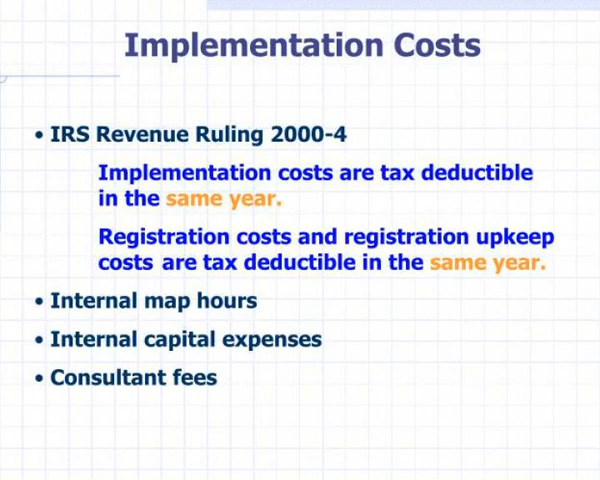 Implementation Costs
• IRS Revenue Ruling 2000-4
Implementation costs are tax deductible
in the same year.
Registration costs and registration upkeep
costs are tax deductible in the same year.
• Internal map hours
• Internal capital expenses
• Consultant fees